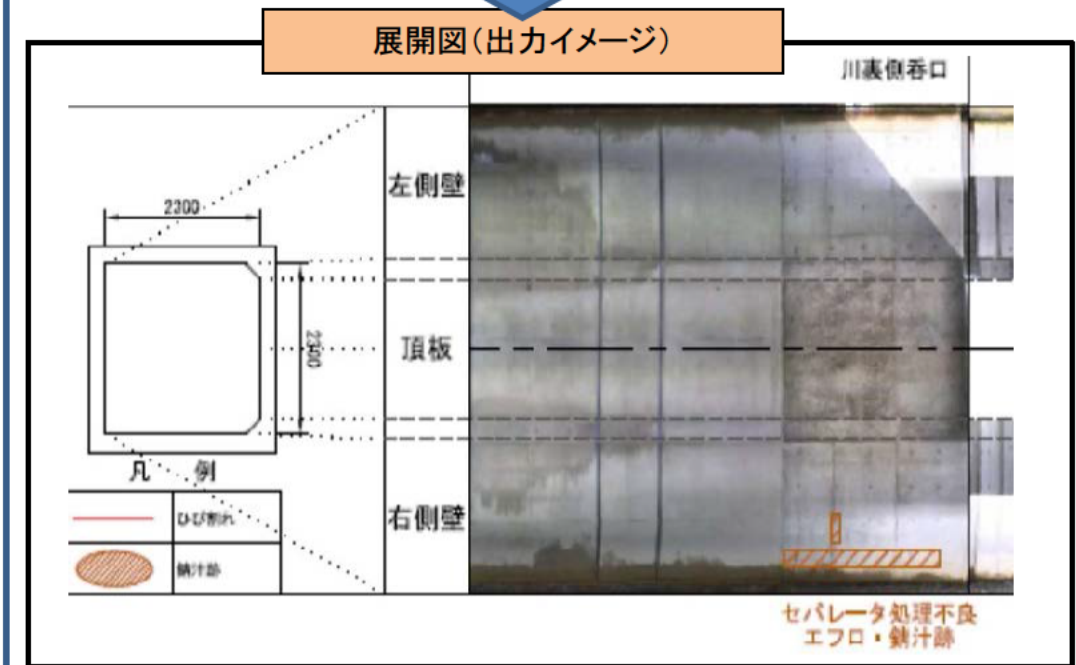 展開図(出力イメージ)
川裏側呑口
左側壁
2300
2300
頂板
凡 例
ひび割れ
錆汁跡
右側壁
セパレータ処理不良
エフロ・錆汁跡